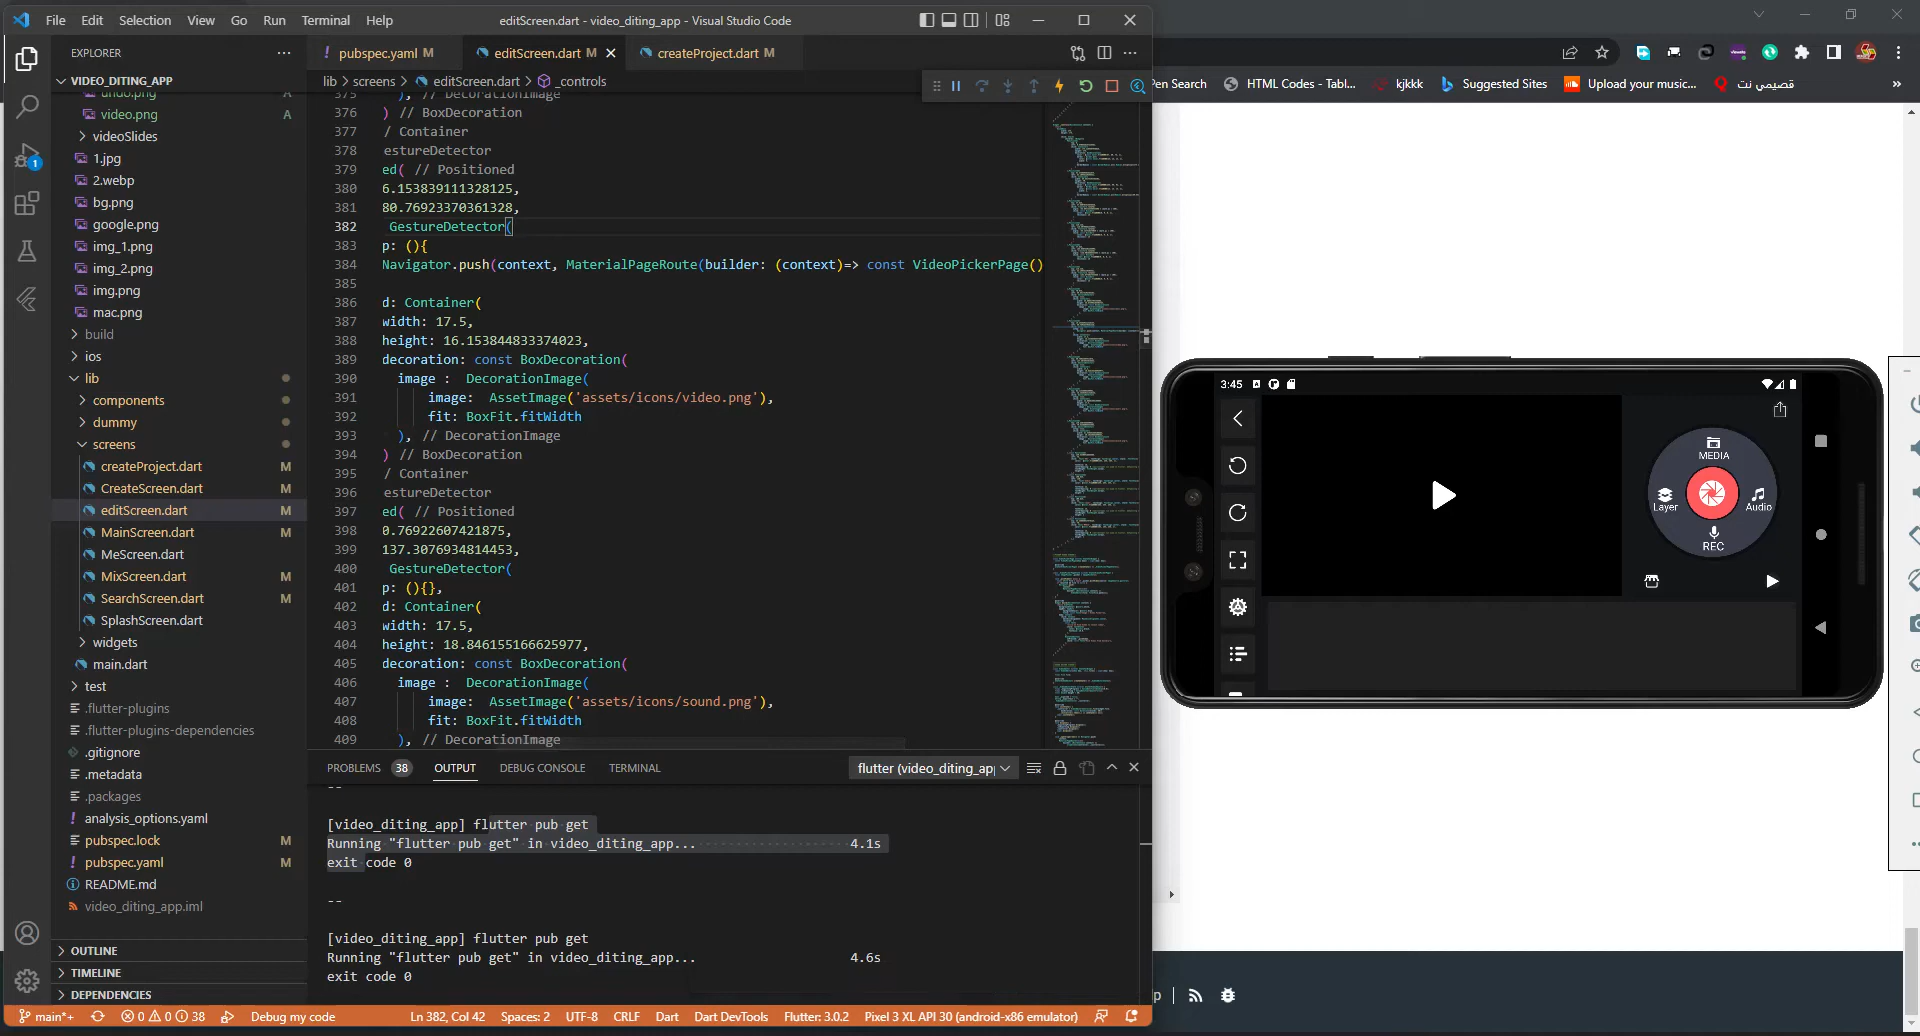 File Edit Selection View Go Run Terminal Help
editScreen.dart - video_diting_app - Visual Studio Code
EXPLORER
VIDEO_DITING_APP
undo.png A
video.png A
videoSlides
1.jpg
2.webp
bg.png
google.png
img_1.png
img_2.png
img.png
mac.png
build
ios
lib
components
dummy
screens
createProject.dart M
CreateScreen.dart M
editScreen.dart M
MainScreen.dart M
MeScreen.dart
MixScreen.dart M
SearchScreen.dart M
SplashScreen.dart
widgets
main.dart
test
.flutter-plugins
.flutter-plugins-dependencies
.gitignore
.metadata
.packages
analysis_options.yaml
pubspec.lock M
pubspec.yaml M
README.md
video_diting_app.iml
OUTLINE
TIMELINE
DEPENDENCIES
pubspec.yaml M editScreen.dart M createProject.dart M
lib > screens > editScreen.dart > _controls
375 ), // DecorationImage
376 ) // BoxDecoration
377 / Container
378 estureDetector
379 ed( // Positioned
380 6.153839111328125,
381 80.76923370361328,
382 GestureDetector(
383 p: (){
384 Navigator.push(context, MaterialPageRoute(builder: (context)=> const VideoPickerPage()
385
386 d: Container(
387 width: 17.5,
388 height: 16.153844833374023,
389 decoration: const BoxDecoration(
390 image : DecorationImage(
391 image: AssetImage('assets/icons/video.png'),
392 fit: BoxFit.fitWidth
393 ), // DecorationImage
394 ) // BoxDecoration
395 / Container
396 estureDetector
397 ed( // Positioned
398 0.76922607421875,
399 137.3076934814453,
400 GestureDetector(
401 p: (){},
402 d: Container(
403 width: 17.5,
404 height: 18.846155166625977,
405 decoration: const BoxDecoration(
406 image : DecorationImage(
407 image: AssetImage('assets/icons/sound.png'),
408 fit: BoxFit.fitWidth
409 ), // DecorationImage
PROBLEMS 38 OUTPUT DEBUG CONSOLE TERMINAL flutter (video_diting_ap
--
[video_diting_app] flutter pub get
Running "flutter pub get" in video_diting_app... 4.1s
exit code 0
--
[video_diting_app] flutter pub get
Running "flutter pub get" in video_diting_app... 4.6s
exit code 0
1
main*+ 0 0 38 Debug my code Ln 382, Col 42 Spaces: 2 UTF-8 CRLF Dart Dart DevTools Flutter: 3.0.2 Pixel 3 XL API 30 (android-x86 emulator)
Pen Search HTML Codes - Tabl... kjkkk Suggested Sites Upload your music... قصيمي نت »
3:45
MEDIA
Layer
Audio
REC
p |